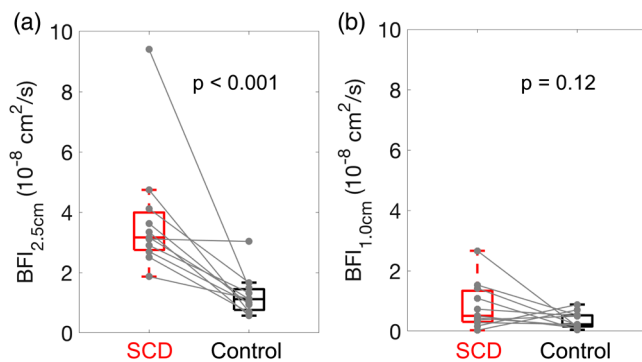 (a)
10
8
6
4
2
0
BFI2.5cm (10-8 cm2/s)
p < 0.001
SCD
Control
(b)
10
8
6
4
2
0
BFI1.0cm (10-8 cm2/s)
p = 0.12
SCD
Control